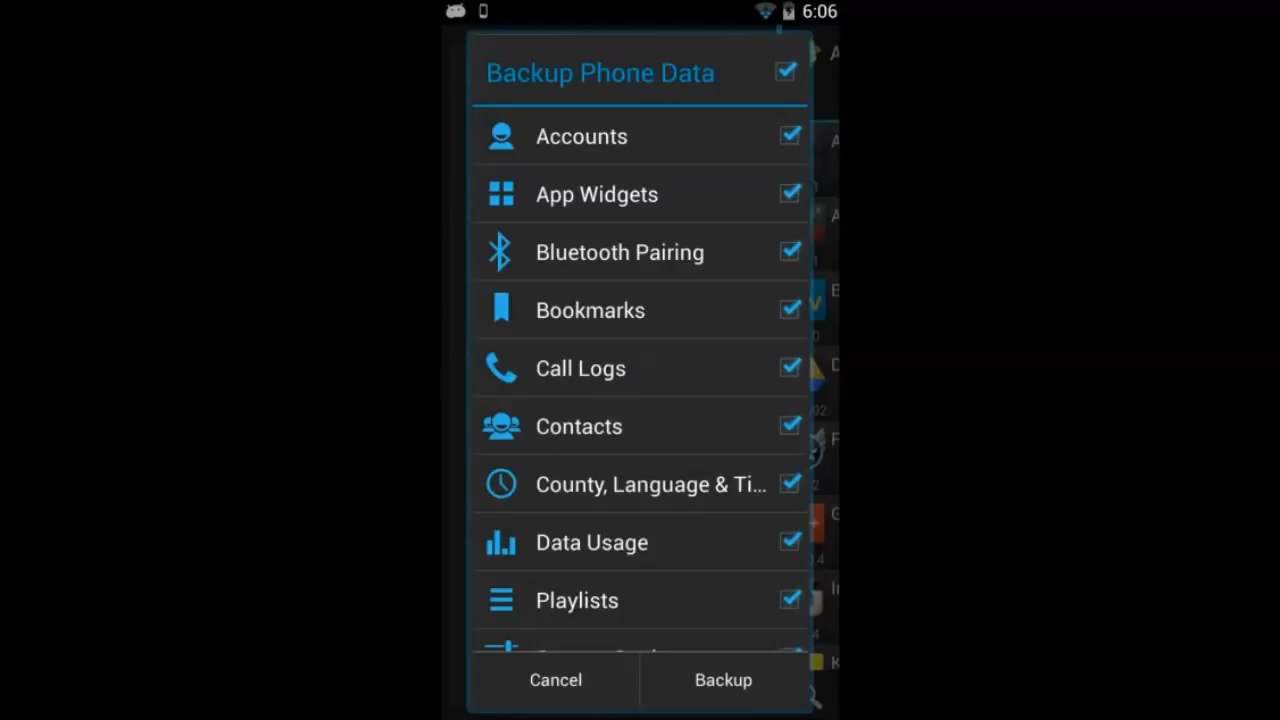 6:06
Backup Phone Data
Accounts
App Widgets
Bluetooth Pairing
Bookmarks
Call Logs
Contacts
County, Language & Ti...
Data Usage
Playlists
Cancel
Backup